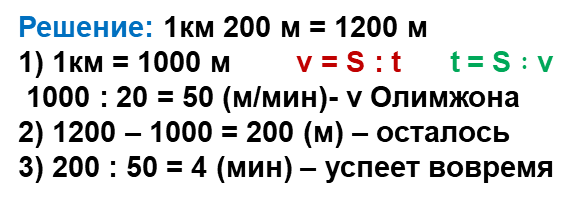 Решение: 1км 200 м = 1200 м
1) 1км = 1000 м v = S : t t = S : v
1000 : 20 = 50 (м/мин)- v Олимжона
2) 1200 – 1000 = 200 (м) – осталось
3) 200 : 50 = 4 (мин) – успеет вовремя